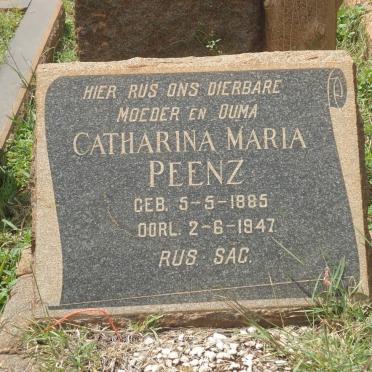 HIER RUS ONS DIERBARE
MOEDER EN OUMA
CATHARINA MARIA
PEENZ
GEB. 5-5-1885
OORL. 2-6-1947
RUS SAG.